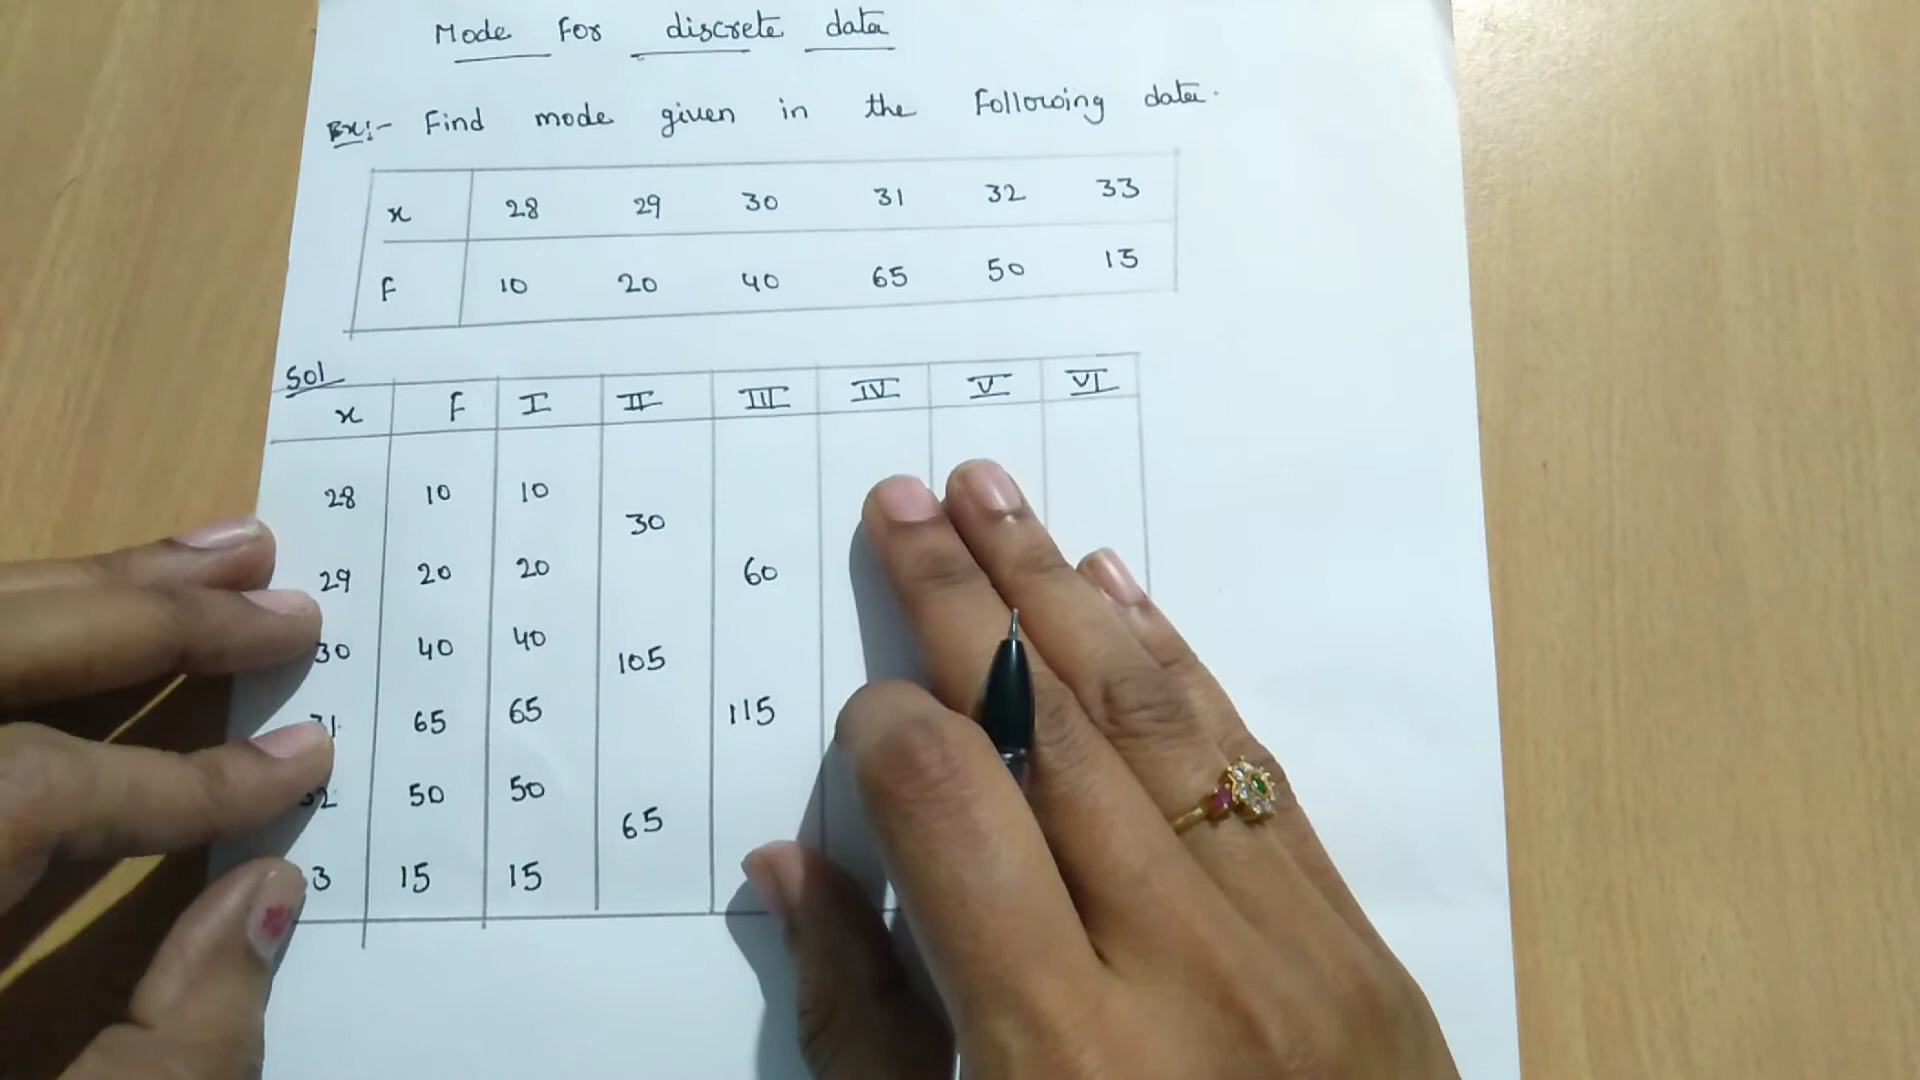 Mode For discrete data
Ex:- Find mode given in the Following data.
x 28 29 30 31 32 33
F 10 20 40 65 50 15
Sol
x F I II III IV V VI
28 10 10
30
29 20 20 60
30 40 40
105
65 65 115
50 50
65
15 15